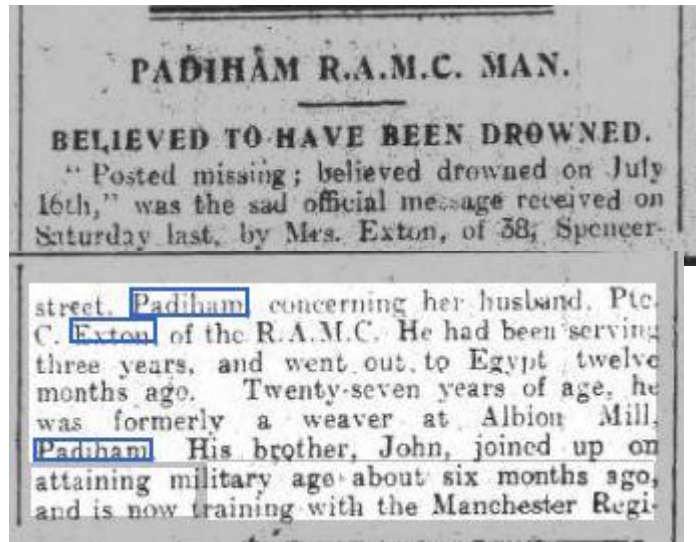 PADIHAM R.A.M.C. MAN.
BELIEVED TO HAVE BEEN DROWNED.
"Posted missing; believed drowned on July
16th," was the sad official message received on
Saturday last, by Mrs. Exton, of 38, Spencer-
street, Padiham concerning her husband, Ptc.
C. Exton of the R.A.M.C. He had been serving
three years, and went out to Egypt twelve
months ago. Twenty-seven years of age, he
was formerly a weaver at Albion Mill,
Padiham His brother, John, joined up on
attaining military age about six months ago,
and is now training with the Manchester Regi-